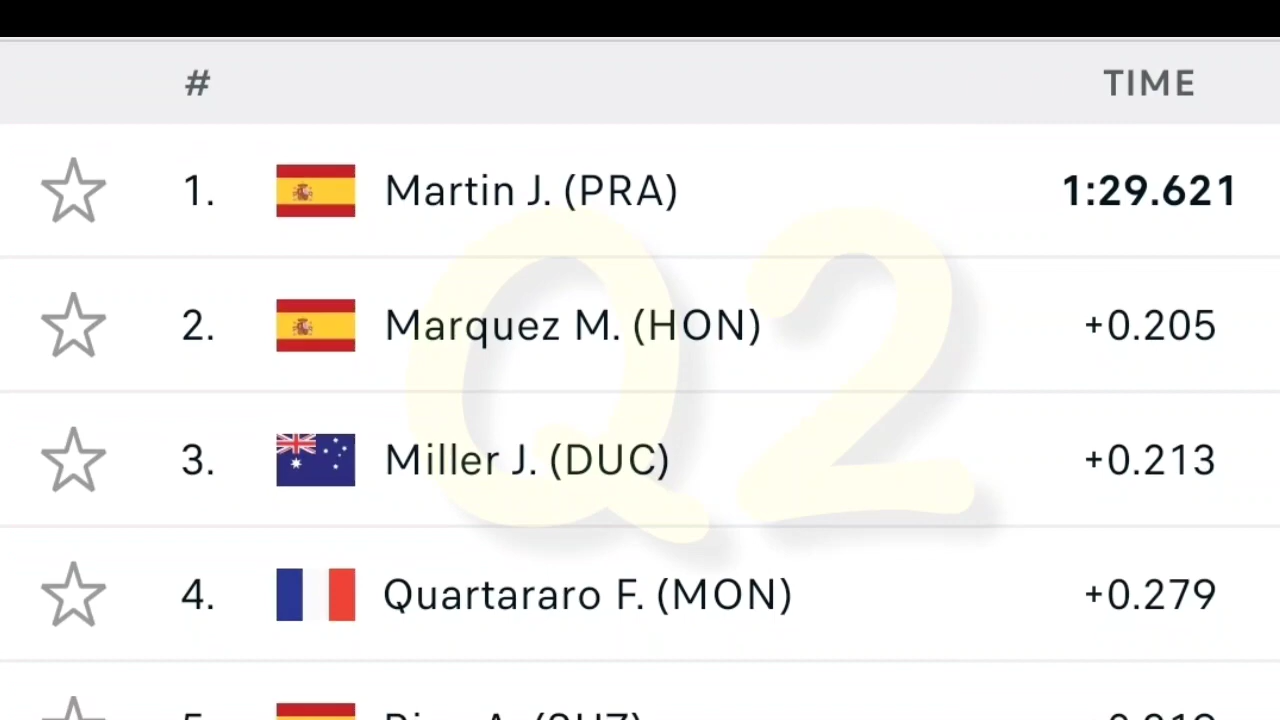 # TIME
1. Martin J. (PRA) 1:29.621
2. Marquez M. (HON) +0.205
3. Miller J. (DUC) +0.213
4. Quartararo F. (MON) +0.279
Q2